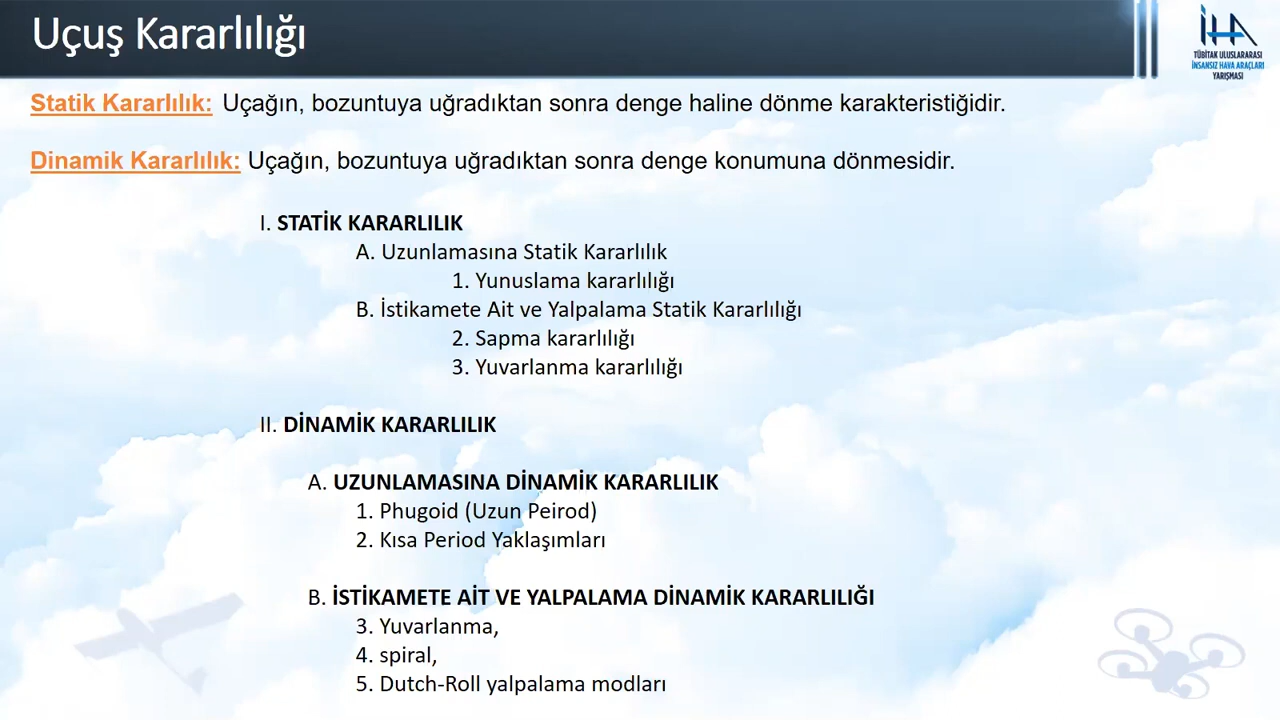 Uçuş Kararlılığı
İHA
TÜBİTAK ULUSLARARASI
İNSANSIZ HAVA ARAÇLARI
YARIŞMASI
Statik Kararlılık: Uçağın, bozuntuya uğradıktan sonra denge haline dönme karakteristiğidir.
Dinamik Kararlılık: Uçağın, bozuntuya uğradıktan sonra denge konumuna dönmesidir.
I. STATİK KARARLILIK
A. Uzunlamasına Statik Kararlılık
1. Yunuslama kararlılığı
B. İstikamete Ait ve Yalpalama Statik Kararlılığı
2. Sapma kararlılığı
3. Yuvarlanma kararlılığı
II. DİNAMİK KARARLILIK
A. UZUNLAMASINA DİNAMİK KARARLILIK
1. Phugoid (Uzun Peirod)
2. Kısa Period Yaklaşımları
B. İSTİKAMETE AİT VE YALPALAMA DİNAMİK KARARLILIĞI
3. Yuvarlanma,
4. spiral,
5. Dutch-Roll yalpalama modları